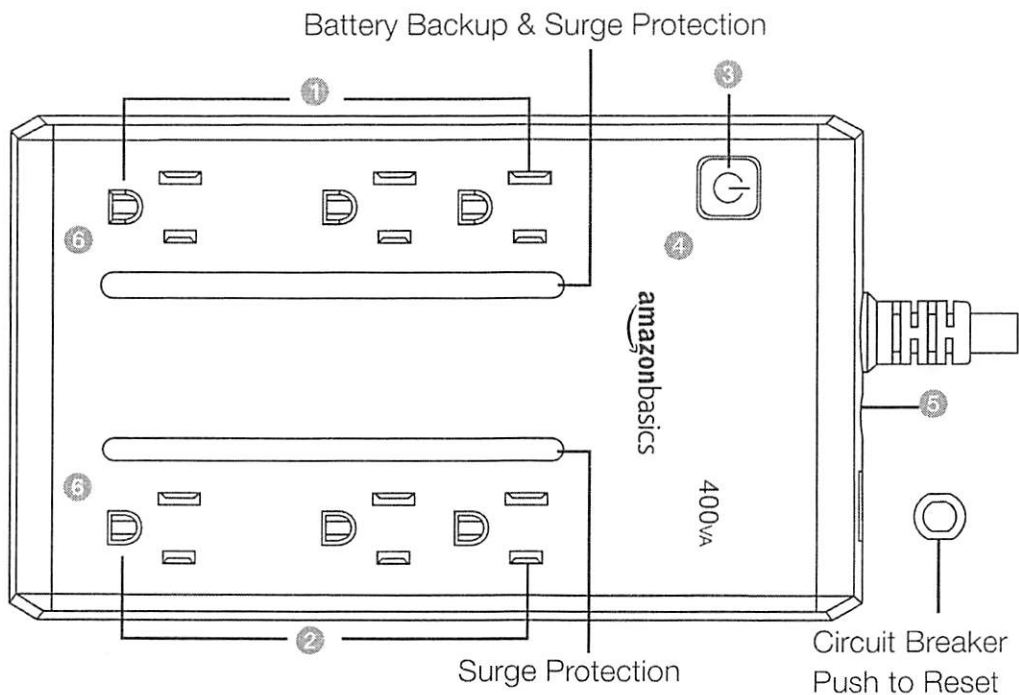 Battery Backup & Surge Protection
1
3
6
4
amazonbasics
5
6
400VA
2
Surge Protection
Circuit Breaker
Push to Reset